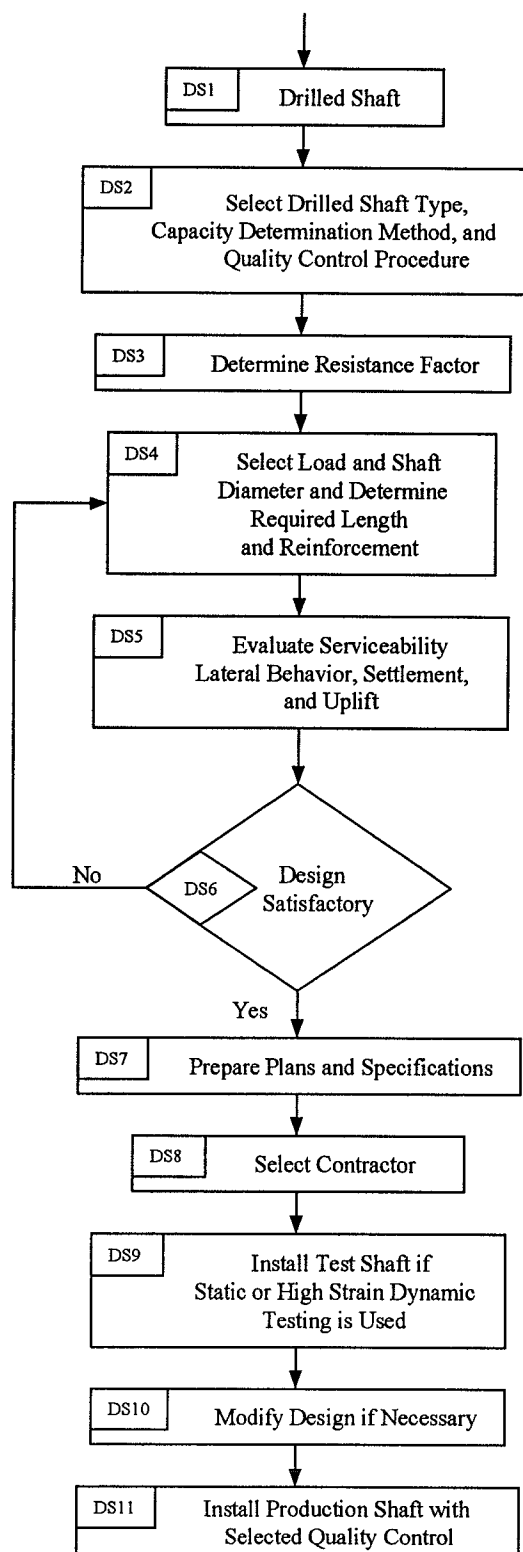 DS1
Drilled Shaft
DS2
Select Drilled Shaft Type,
Capacity Determination Method, and
Quality Control Procedure
DS3
Determine Resistance Factor
DS4
Select Load and Shaft
Diameter and Determine
Required Length
and Reinforcement
DS5
Evaluate Serviceability
Lateral Behavior, Settlement,
and Uplift
No
DS6
Design
Satisfactory
Yes
DS7
Prepare Plans and Specifications
DS8
Select Contractor
DS9
Install Test Shaft if
Static or High Strain Dynamic
Testing is Used
DS10
Modify Design if Necessary
DS11
Install Production Shaft with
Selected Quality Control